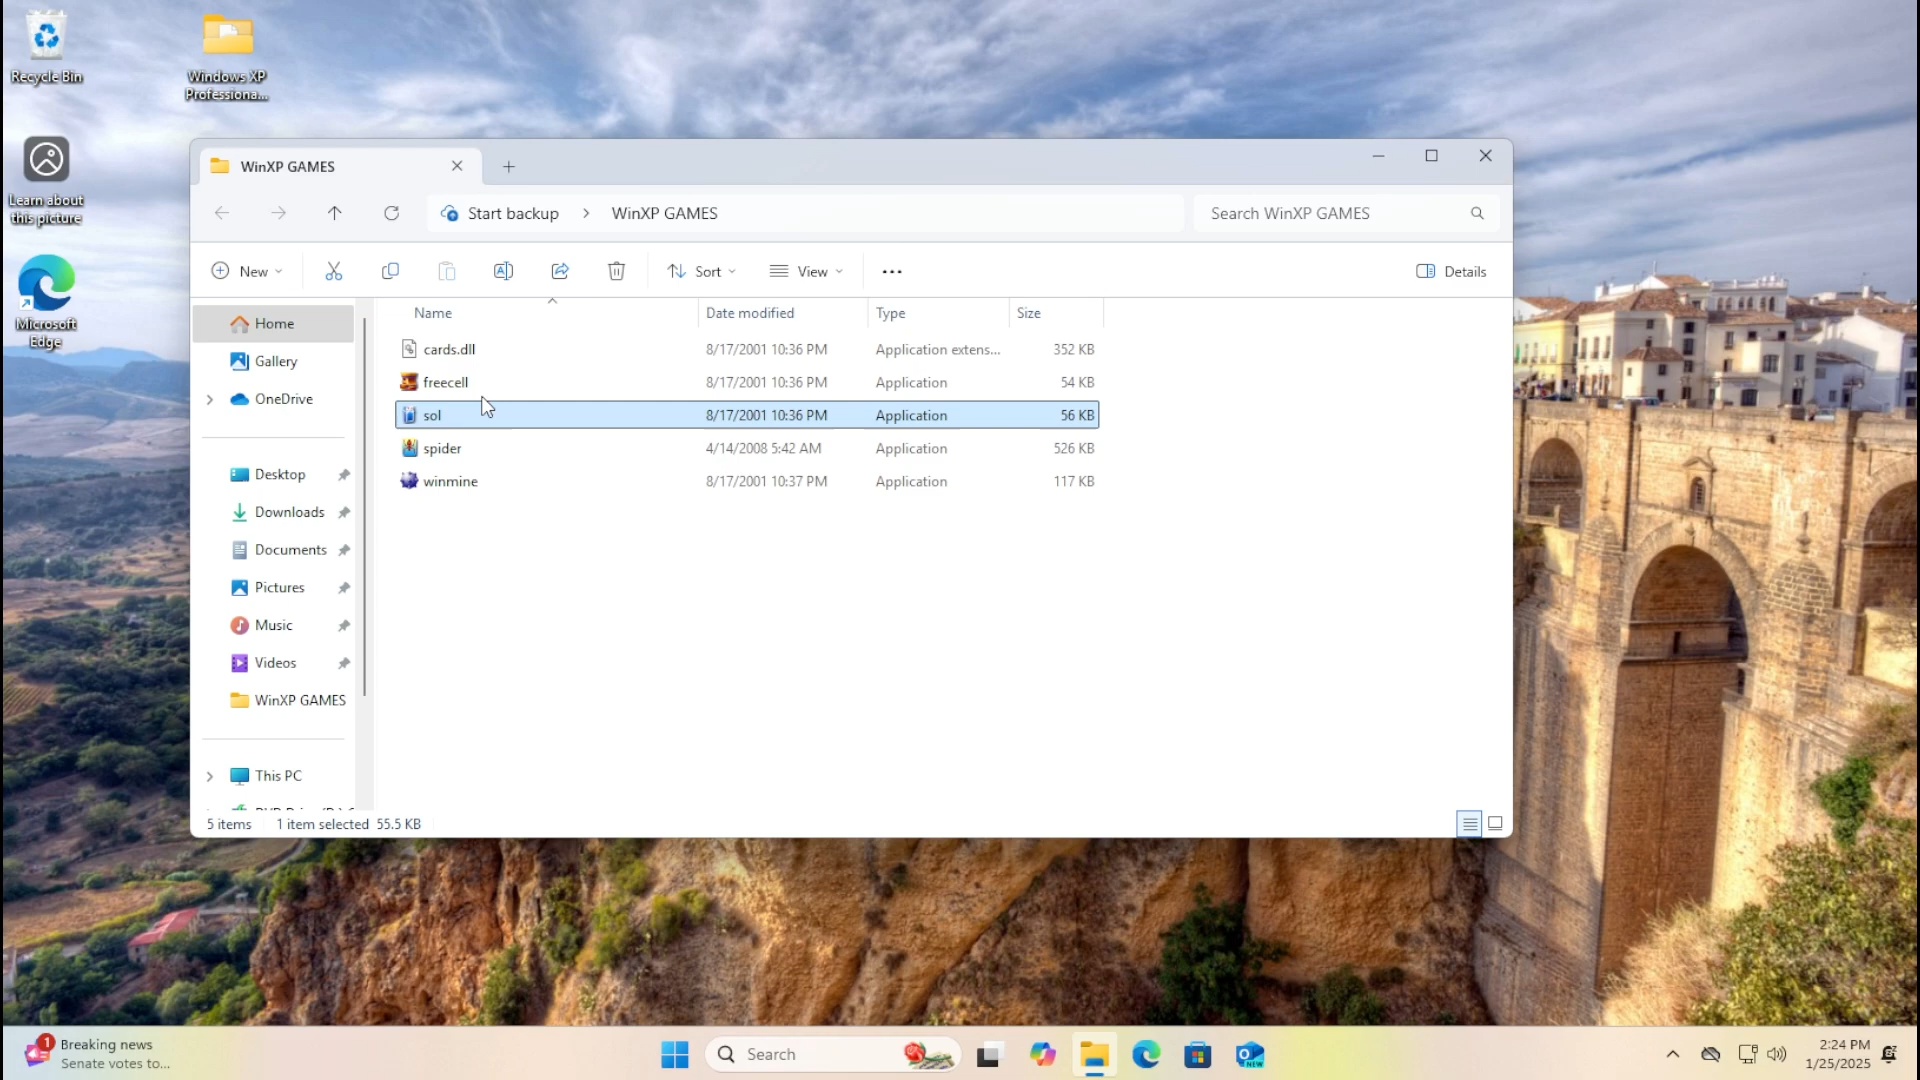 Recycle Bin
Windows XP
Professiona...
Learn about
this picture
Microsoft
Edge
WinXP GAMES
Start backup > WinXP GAMES
Search WinXP GAMES
New
Sort
View
Details
Name Date modified Type Size
cards.dll 8/17/2001 10:36 PM Application extens... 352 KB
freecell 8/17/2001 10:36 PM Application 54 KB
sol 8/17/2001 10:36 PM Application 56 KB
spider 4/14/2008 5:42 AM Application 526 KB
winmine 8/17/2001 10:37 PM Application 117 KB
Home
Gallery
OneDrive
Desktop
Downloads
Documents
Pictures
Music
Videos
WinXP GAMES
This PC
5 items 1 item selected 55.5 KB
1
Breaking news
Senate votes to...
Search
NEW
2:24 PM
1/25/2025